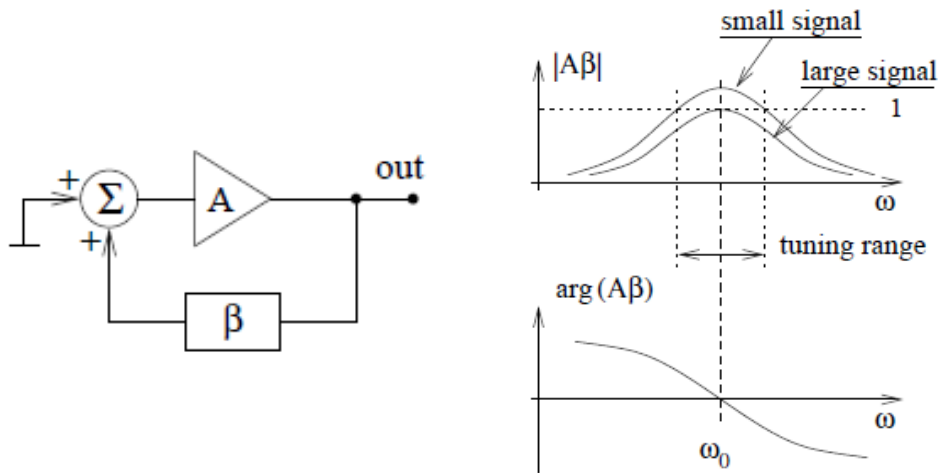 +
Σ
+
A
out
β
small signal
|Aβ|
large signal
1
ω
tuning range
arg (Aβ)
ω
ω0